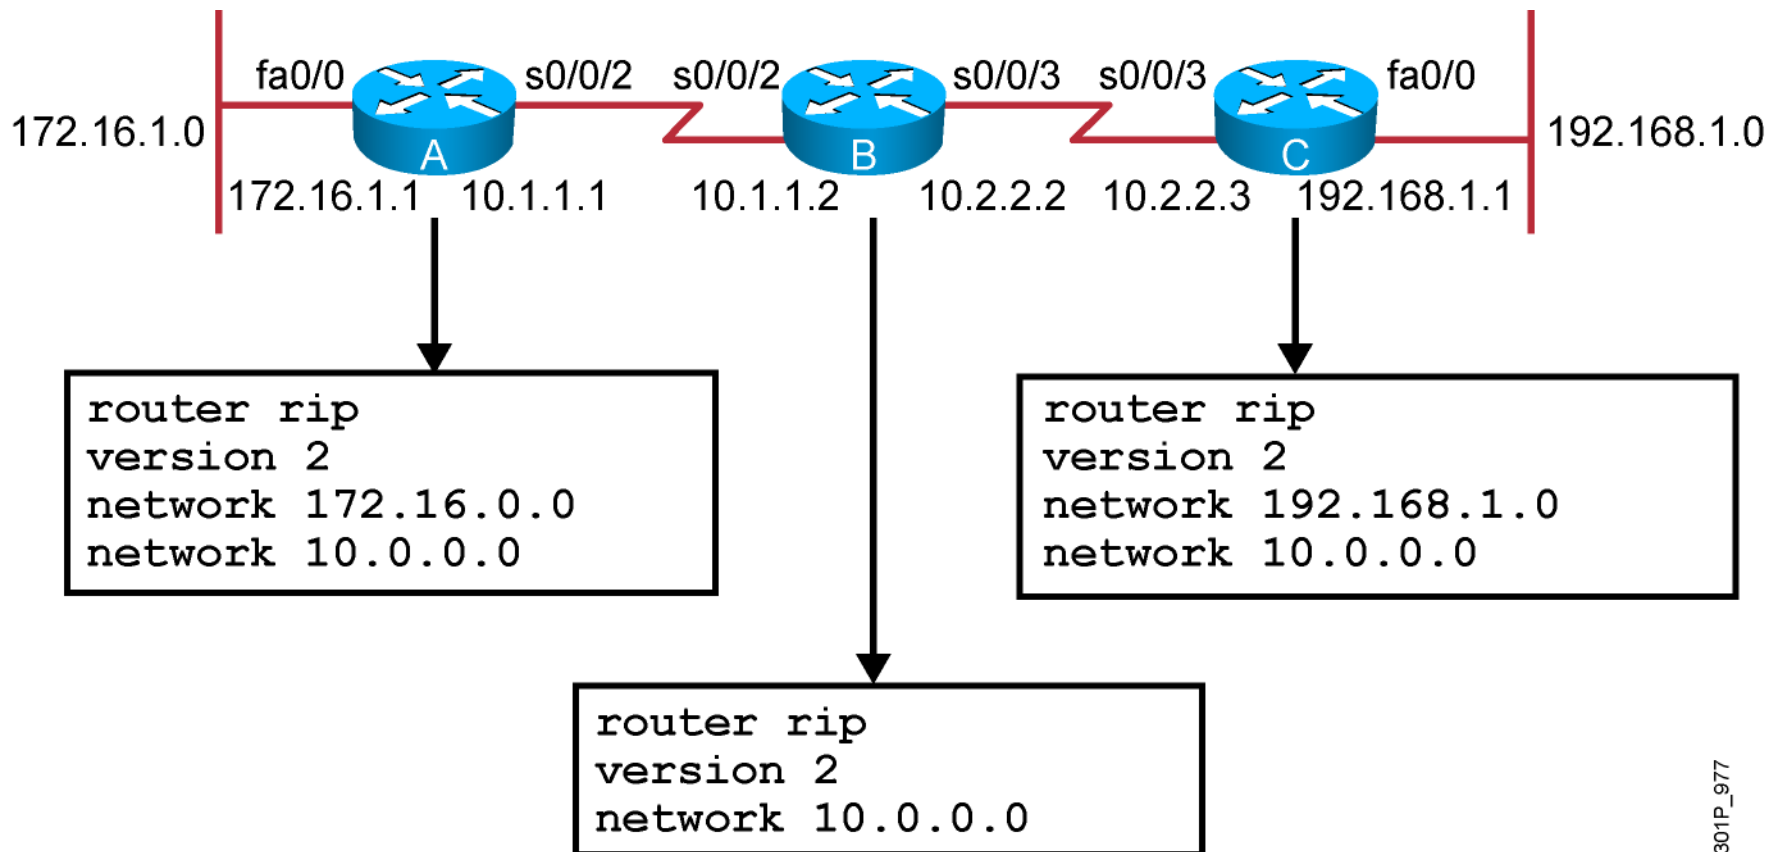 fa0/0 s0/0/2 s0/0/2 s0/0/3 s0/0/3 fa0/0
172.16.1.0 A B C 192.168.1.0
172.16.1.1 10.1.1.1 10.1.1.2 10.2.2.2 10.2.2.3 192.168.1.1
router rip
version 2
network 172.16.0.0
network 10.0.0.0
router rip
version 2
network 192.168.1.0
network 10.0.0.0
router rip
version 2
network 10.0.0.0
301P_977